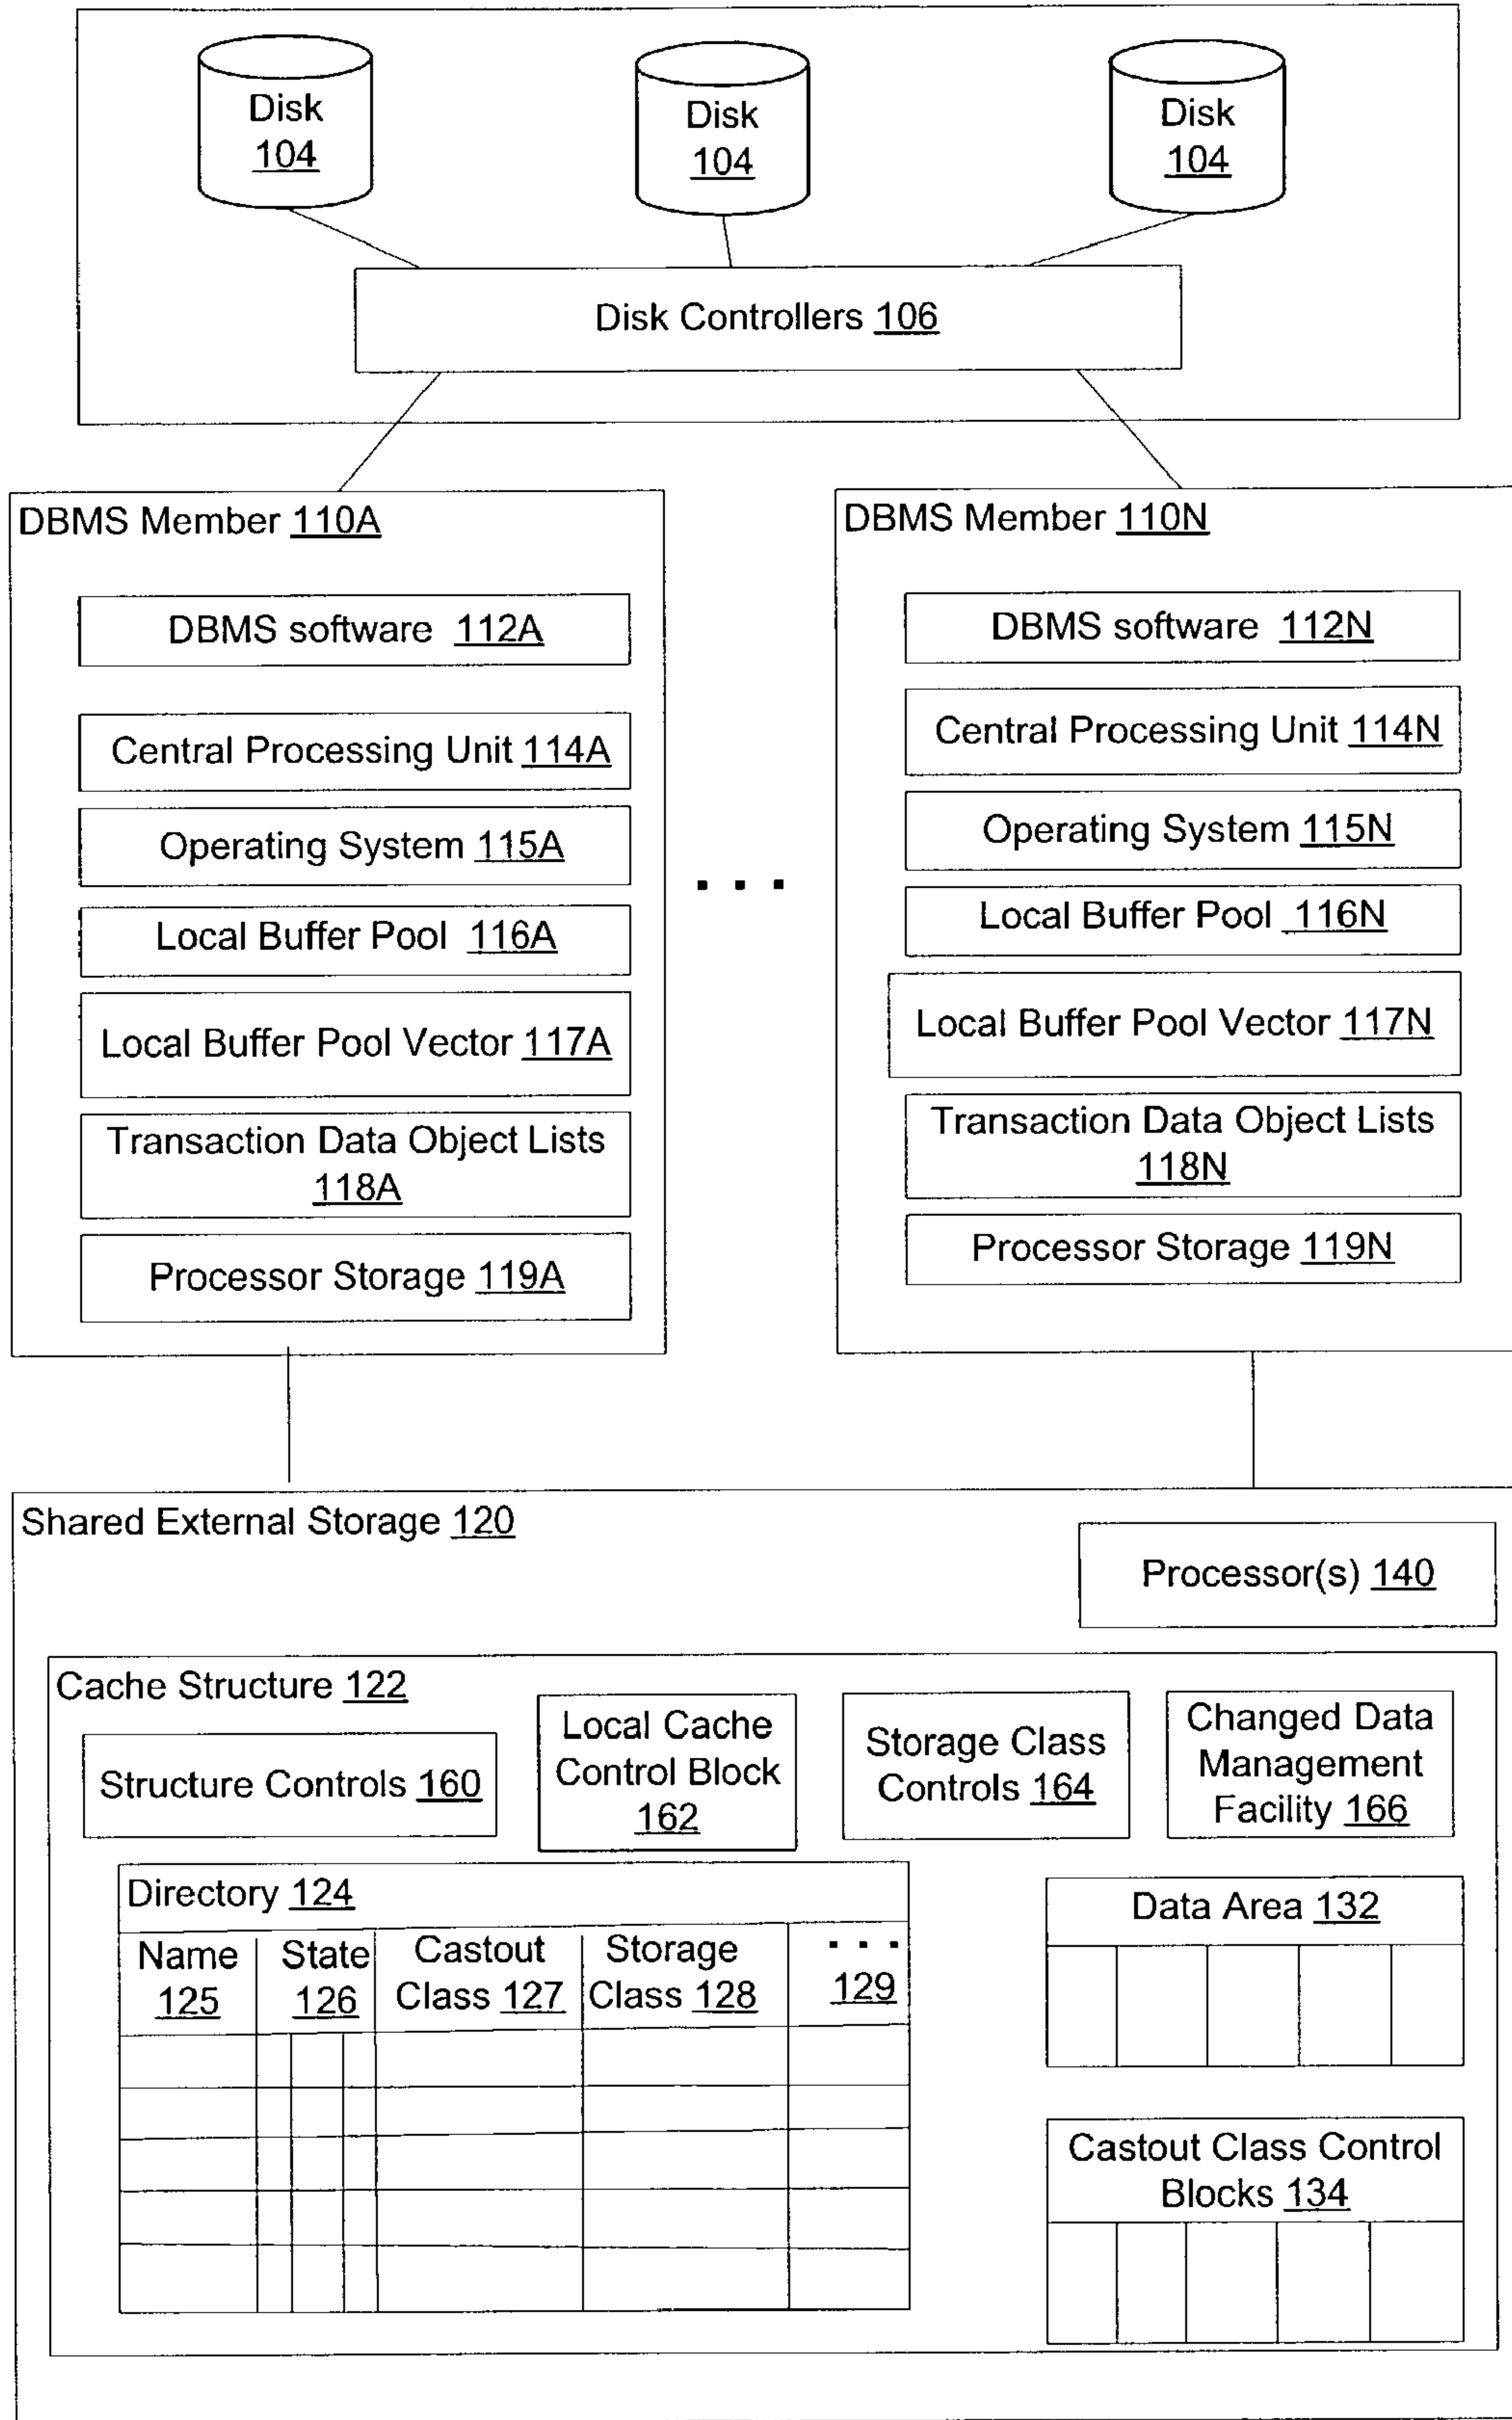 Disk
104
Disk
104
Disk
104
Disk Controllers 106
DBMS Member 110A
DBMS software 112A
Central Processing Unit 114A
Operating System 115A
Local Buffer Pool 116A
Local Buffer Pool Vector 117A
Transaction Data Object Lists
118A
Processor Storage 119A
. . .
DBMS Member 110N
DBMS software 112N
Central Processing Unit 114N
Operating System 115N
Local Buffer Pool 116N
Local Buffer Pool Vector 117N
Transaction Data Object Lists
118N
Processor Storage 119N
Shared External Storage 120
Processor(s) 140
Cache Structure 122
Structure Controls 160
Local Cache
Control Block
162
Storage Class
Controls 164
Changed Data
Management
Facility 166
Directory 124
Name
125
State
126
Castout
Class 127
Storage
Class 128
. . .
129
Data Area 132
Castout Class Control
Blocks 134